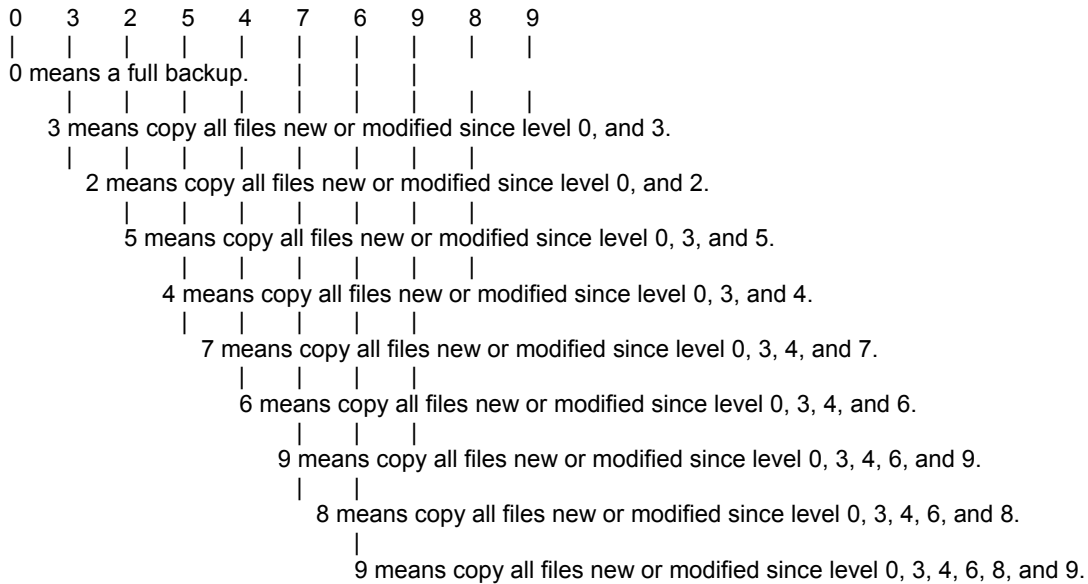 0 3 2 5 4 7 6 9 8 9
| | | | | | | | | |
0 means a full backup. | | |
| | | | | | | | |
3 means copy all files new or modified since level 0, and 3.
| | | | | | | |
2 means copy all files new or modified since level 0, and 2.
| | | | | | |
5 means copy all files new or modified since level 0, 3, and 5.
| | | | | |
4 means copy all files new or modified since level 0, 3, and 4.
| | | | |
7 means copy all files new or modified since level 0, 3, 4, and 7.
| | | |
6 means copy all files new or modified since level 0, 3, 4, and 6.
| | |
9 means copy all files new or modified since level 0, 3, 4, 6, and 9.
| |
8 means copy all files new or modified since level 0, 3, 4, 6, and 8.
|
9 means copy all files new or modified since level 0, 3, 4, 6, 8, and 9.